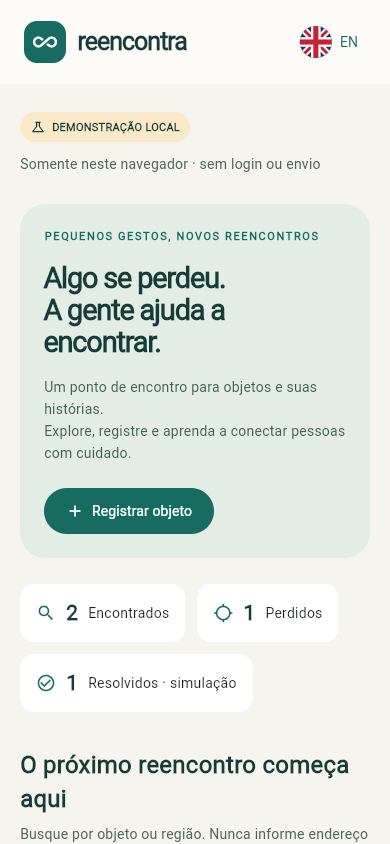 reencontra
EN
DEMONSTRAÇÃO LOCAL
Somente neste navegador · sem login ou envio
PEQUENOS GESTOS, NOVOS REENCONTROS
Algo se perdeu.
A gente ajuda a
encontrar.
Um ponto de encontro para objetos e suas
histórias.
Explore, registre e aprenda a conectar pessoas
com cuidado.
+ Registrar objeto
2 Encontrados
1 Perdidos
1 Resolvidos · simulação
O próximo reencontro começa
aqui
Busque por objeto ou região. Nunca informe endereço